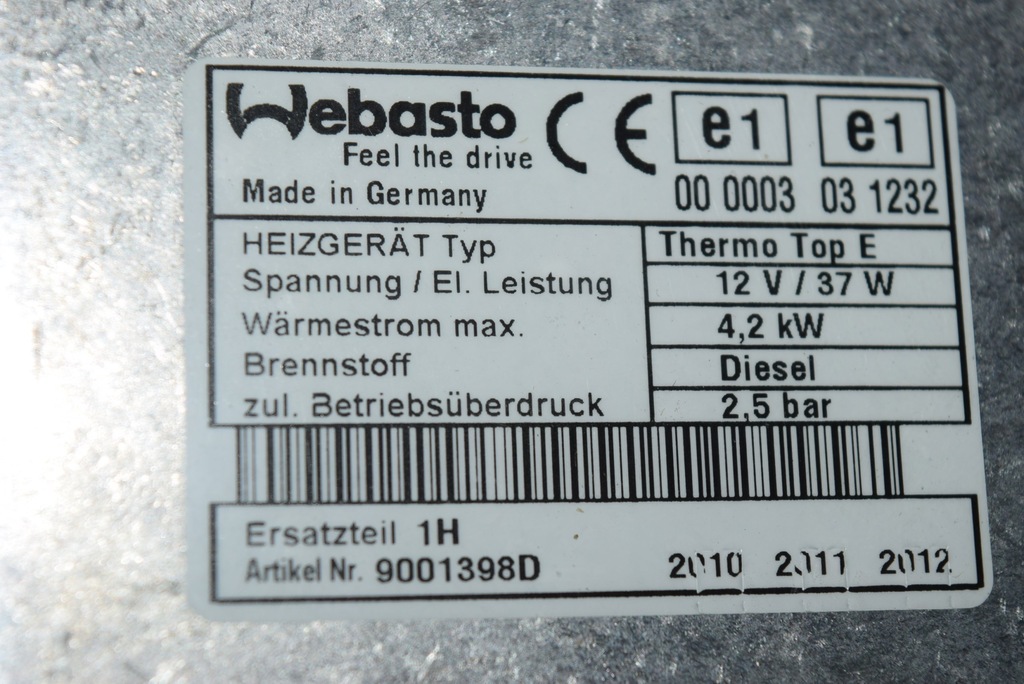 Webasto
Feel the drive
Made in Germany
CE
e1 e1
00 0003 03 1232
HEIZGERÄT Typ Thermo Top E
Spannung / El. Leistung 12 V / 37 W
Wärmestrom max. 4,2 kW
Brennstoff Diesel
zul. Betriebsüberdruck 2,5 bar
Ersatzteil 1H
Artikel Nr. 9001398D 2010 2011 2012